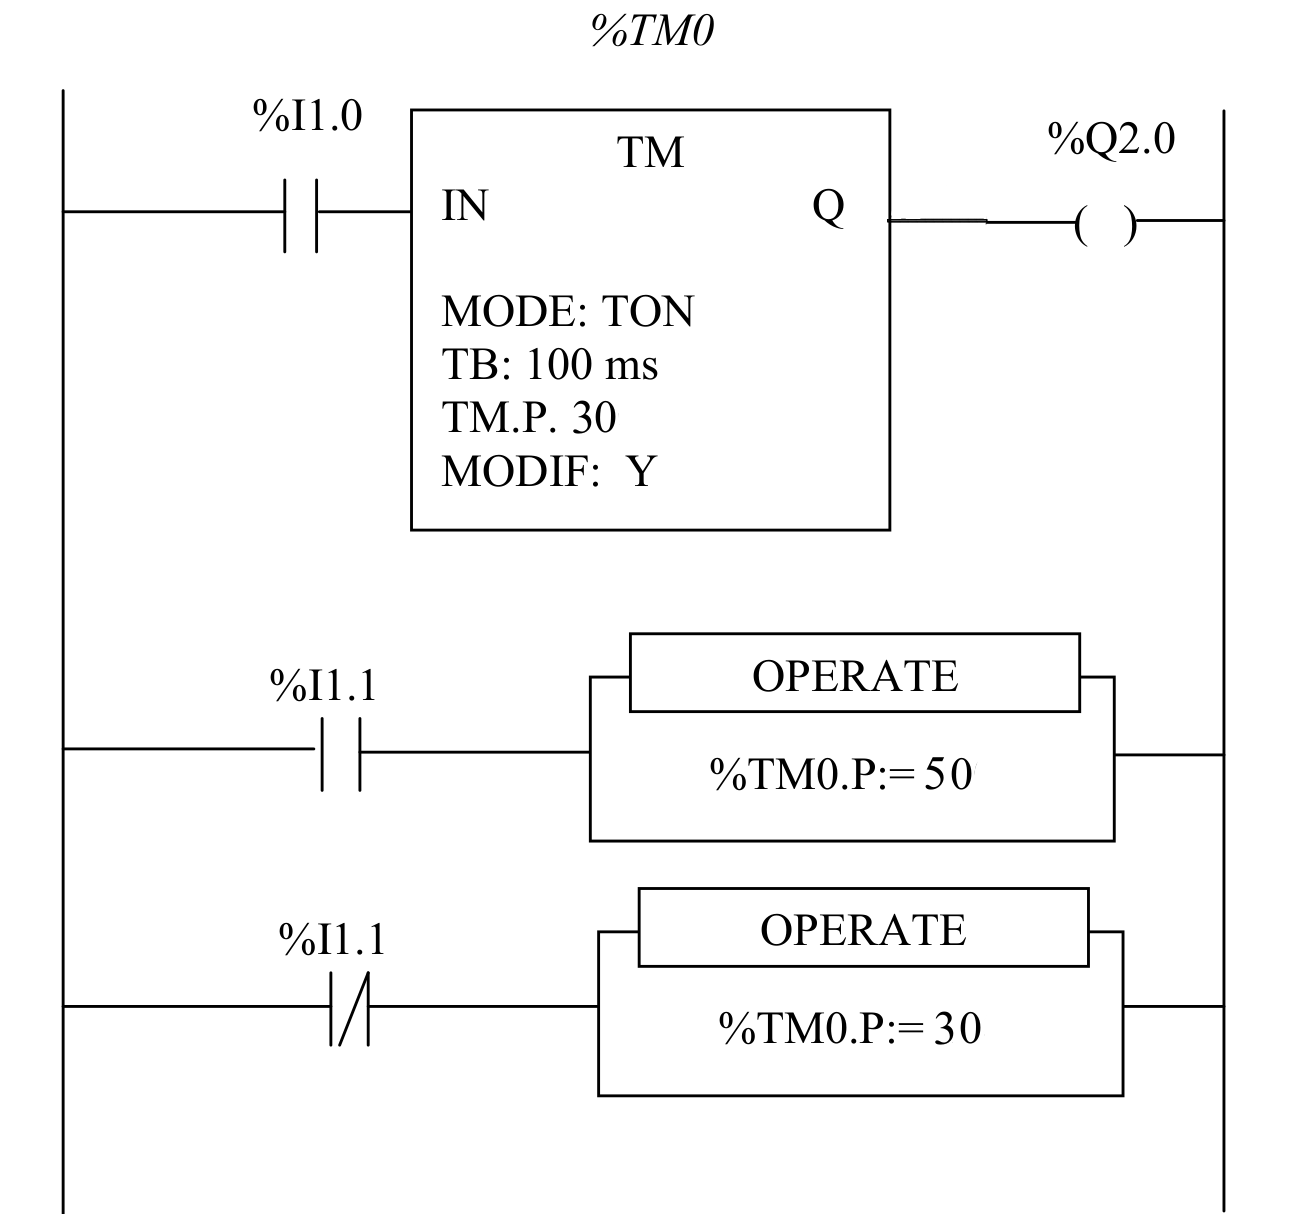 %TM0
%I1.0
TM
%Q2.0
IN
Q
MODE: TON
TB: 100 ms
TM.P. 30
MODIF: Y
%I1.1
OPERATE
%TM0.P:= 50
%I1.1
OPERATE
%TM0.P:= 30